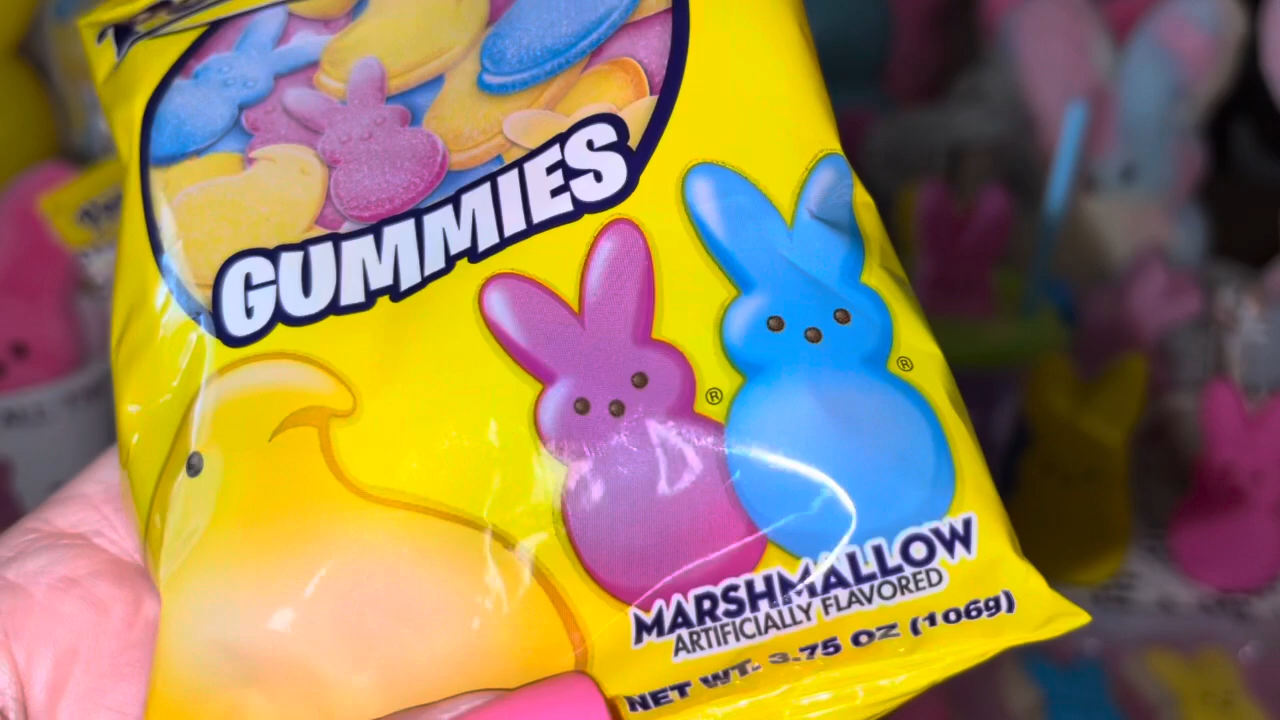 GUMMIES
®
®
MARSHMALLOW
ARTIFICIALLY FLAVORED
NET WT. 3.75 OZ (106g)